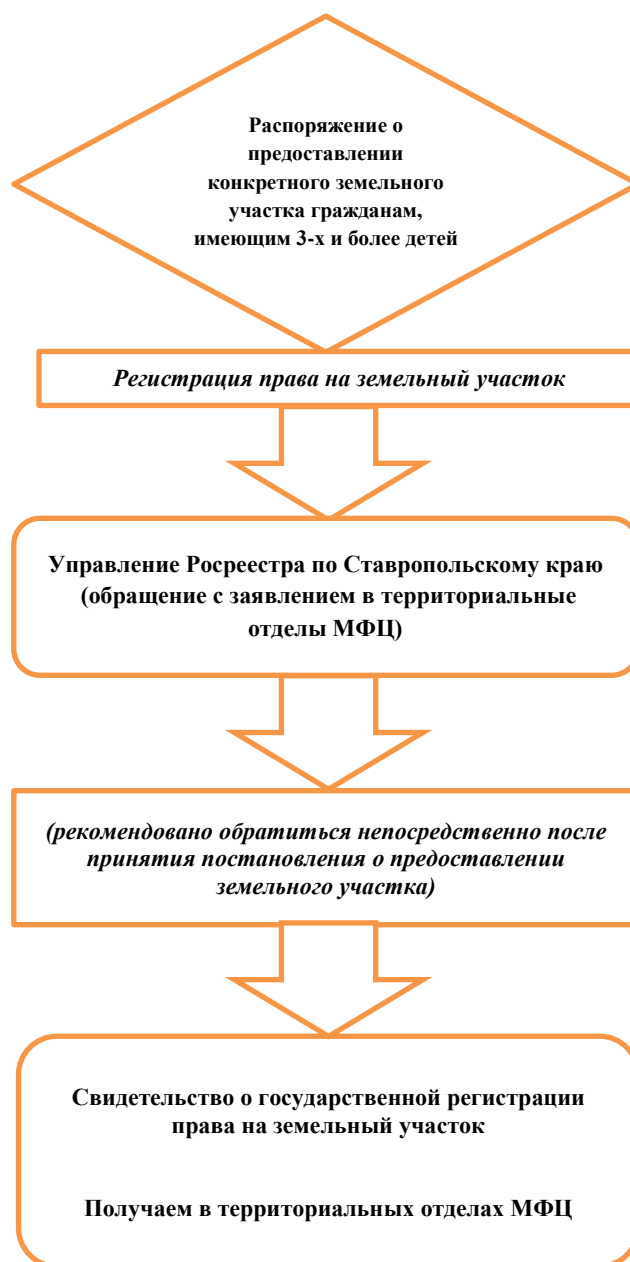 Распоряжение о
предоставлении
конкретного земельного
участка гражданам,
имеющим 3-х и более детей
Регистрация права на земельный участок
Управление Росреестра по Ставропольскому краю
(обращение с заявлением в территориальные
отделы МФЦ)
(рекомендовано обратиться непосредственно после
принятия постановления о предоставлении
земельного участка)
Свидетельство о государственной регистрации
права на земельный участок
Получаем в территориальных отделах МФЦ